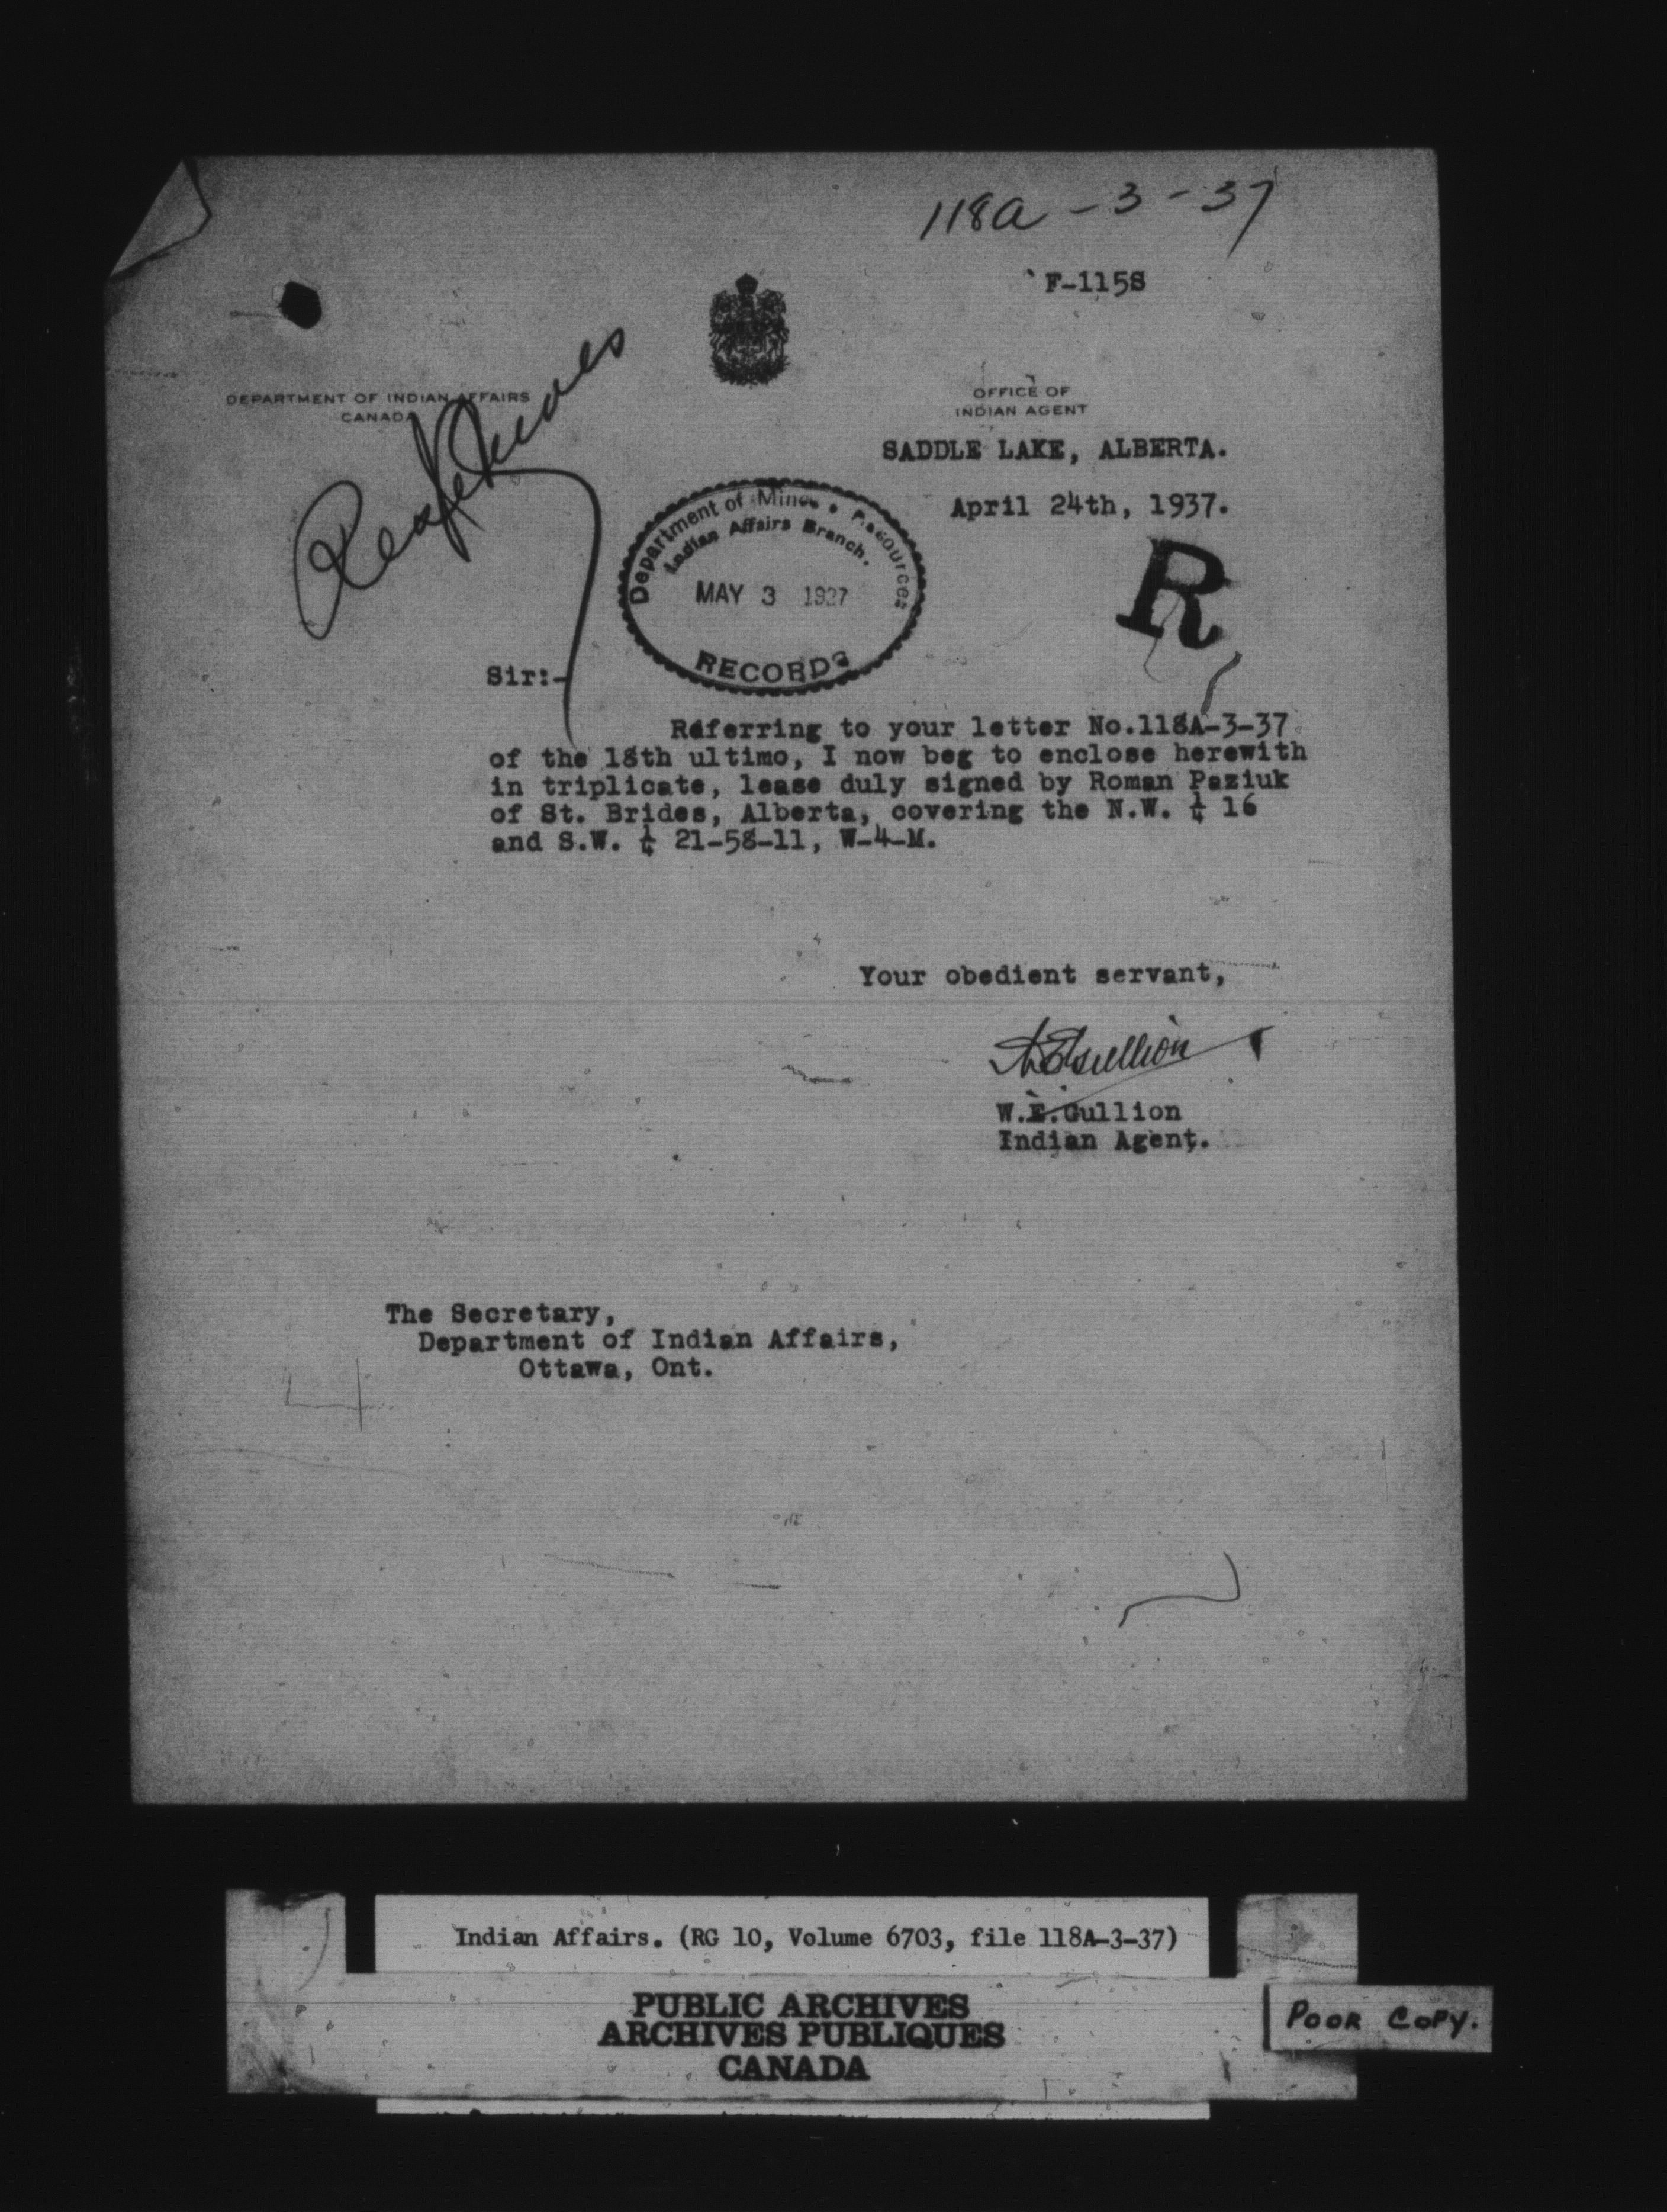 118a - 3 - 37
F-1158
DEPARTMENT OF INDIAN AFFAIRS
CANADA
OFFICE OF
INDIAN AGENT
SADDLE LAKE, ALBERTA.
April 24th, 1937.
Department of Mines & Resources
Indian Affairs Branch.
MAY 3 1937
RECORDS
R
Sir:-
Referring to your letter No.118A-3-37
of the 18th ultimo, I now beg to enclose herewith
in triplicate, lease duly signed by Roman Paziuk
of St. Brides, Alberta, covering the N.W. ¼ 16
and S.W. ¼ 21-58-11, W-4-M.
Your obedient servant,
W.E.Gullion
W.E.Gullion
Indian Agent.
The Secretary,
Department of Indian Affairs,
Ottawa, Ont.
Indian Affairs. (RG 10, Volume 6703, file 118A-3-37)
PUBLIC ARCHIVES
ARCHIVES PUBLIQUES
CANADA
POOR COPY.